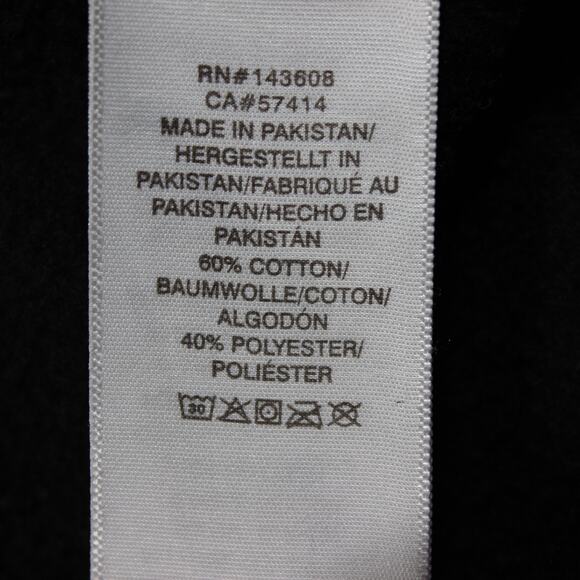 RN#143608
CA#57414
MADE IN PAKISTAN/
HERGESTELLT IN
PAKISTAN/FABRIQUÉ AU
PAKISTAN/HECHO EN
PAKISTÁN
60% COTTON/
BAUMWOLLE/COTON/
ALGODÓN
40% POLYESTER/
POLIÉSTER
30